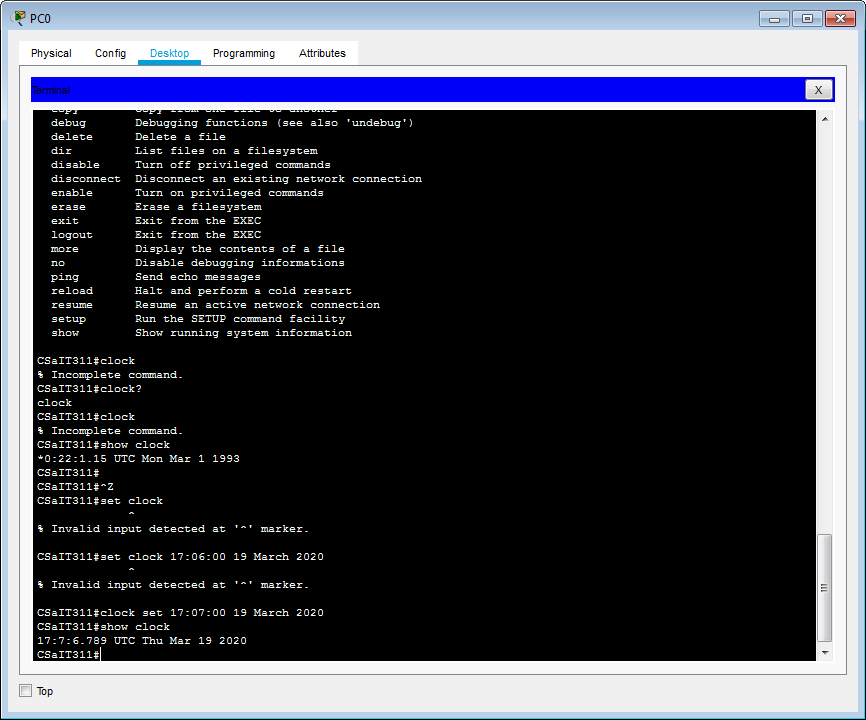 PC0
Physical Config Desktop Programming Attributes
Terminal
X
copy Copy from one file to another
debug Debugging functions (see also 'undebug')
delete Delete a file
dir List files on a filesystem
disable Turn off privileged commands
disconnect Disconnect an existing network connection
enable Turn on privileged commands
erase Erase a filesystem
exit Exit from the EXEC
logout Exit from the EXEC
more Display the contents of a file
no Disable debugging informations
ping Send echo messages
reload Halt and perform a cold restart
resume Resume an active network connection
setup Run the SETUP command facility
show Show running system information
CSaIT311#clock
% Incomplete command.
CSaIT311#clock?
clock
CSaIT311#clock
% Incomplete command.
CSaIT311#show clock
*0:22:1.15 UTC Mon Mar 1 1993
CSaIT311#
CSaIT311#^Z
CSaIT311#set clock
^
% Invalid input detected at '^' marker.
CSaIT311#set clock 17:06:00 19 March 2020
^
% Invalid input detected at '^' marker.
CSaIT311#clock set 17:07:00 19 March 2020
CSaIT311#show clock
17:7:6.789 UTC Thu Mar 19 2020
CSaIT311#
Top